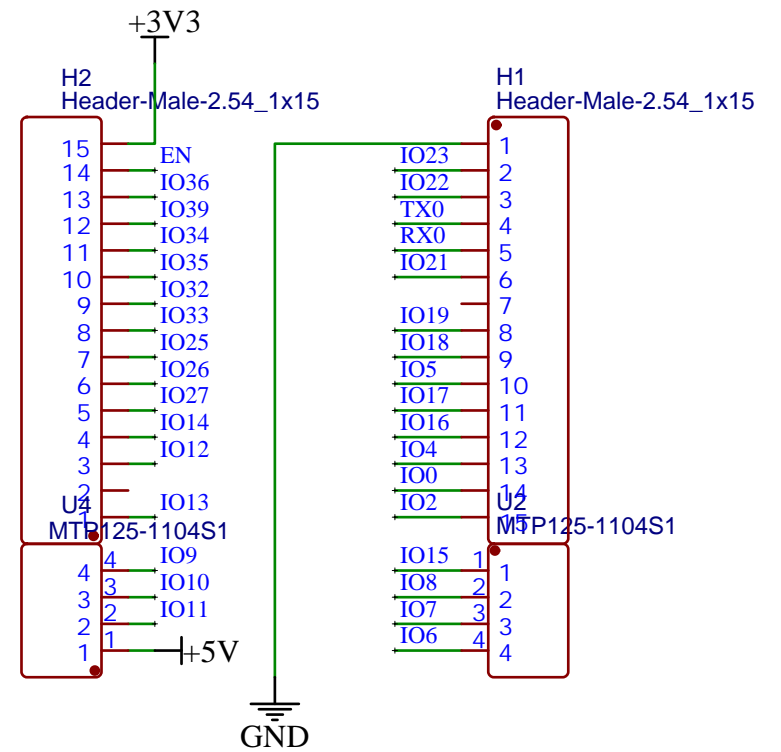 +3V3
H2
Header-Male-2.54_1x15
15
14 EN
13 IO36
12 IO39
11 IO34
10 IO35
9 IO32
8 IO33
7 IO25
6 IO26
5 IO27
4 IO14
3 IO12
2
1 IO13
U4
MTP125-1104S1
4 4 IO9
3 3 IO10
2 2 IO11
1 1 +5V
H1
Header-Male-2.54_1x15
1
IO23 2
IO22 3
TX0 4
RX0 5
IO21 6
7
IO19 8
IO18 9
IO5 10
IO17 11
IO16 12
IO4 13
IO0 14
IO2 15
U2
MTP125-1104S1
IO15 1 1
IO8 2 2
IO7 3 3
IO6 4 4
GND